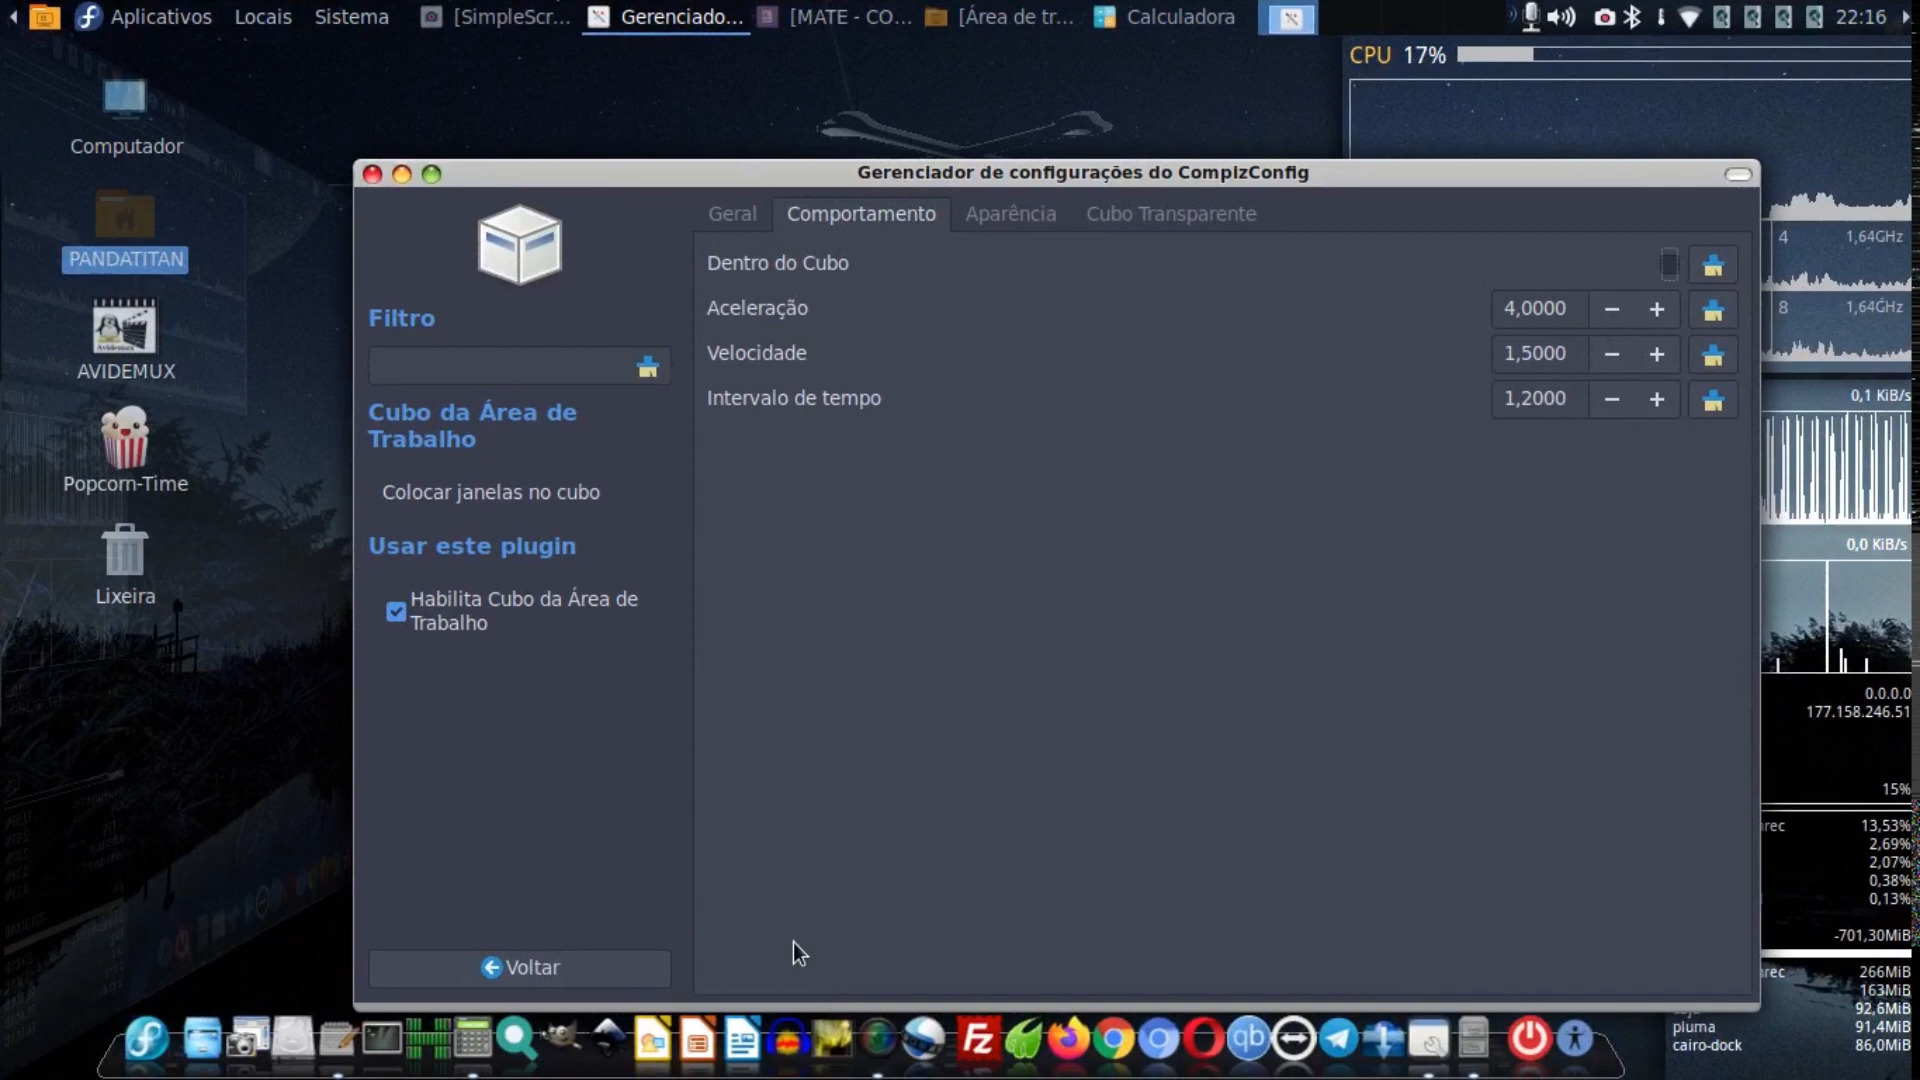 Aplicativos Locais Sistema [SimpleScr... Gerenciado... [MATE - CO... [Área de tr... Calculadora 22:16
CPU 17%
Computador
PANDATITAN
AVIDEMUX
Popcorn-Time
Lixeira
Gerenciador de configurações do CompizConfig
Filtro
Cubo da Área de
Trabalho
Colocar janelas no cubo
Usar este plugin
Habilita Cubo da Área de
Trabalho
Voltar
Geral Comportamento Aparência Cubo Transparente
Dentro do Cubo
Aceleração 4,0000
Velocidade 1,5000
Intervalo de tempo 1,2000
4 1,64GHz
8 1,64GHz
0,1 KiB/s
0,0 KiB/s
0.0.0.0
177.158.246.51
15%
rec 13,53%
2,69%
2,07%
0,38%
0,13%
-701,30MiB
rec 266MiB
163MiB
92,6MiB
pluma 91,4MiB
cairo-dock 86,0MiB
Fz
qb